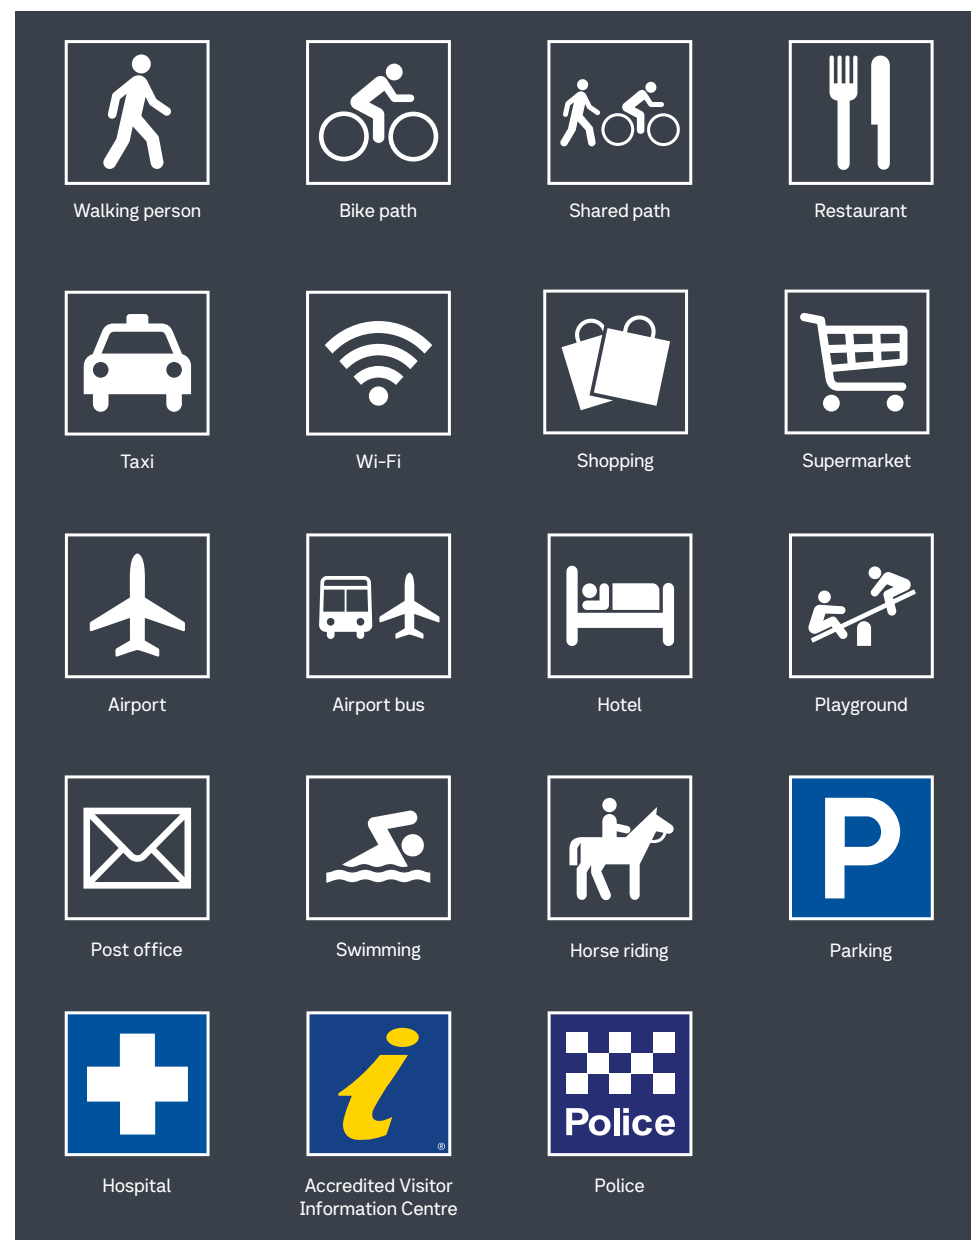 Walking person
Bike path
Shared path
Restaurant
Taxi
Wi-Fi
Shopping
Supermarket
Airport
Airport bus
Hotel
Playground
P
Post office
Swimming
Horse riding
Parking
i
®
Police
Hospital
Accredited Visitor
Information Centre
Police